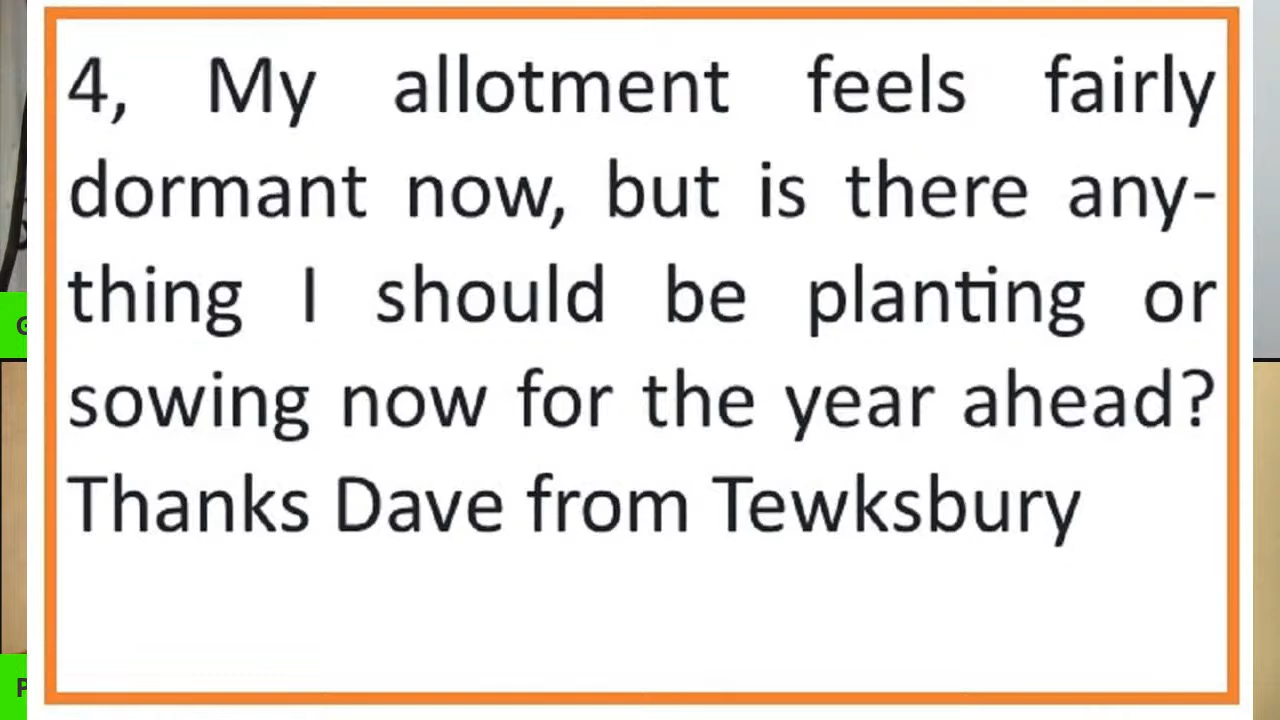 4, My allotment feels fairly
dormant now, but is there any-
thing I should be planting or
sowing now for the year ahead?
Thanks Dave from Tewksbury